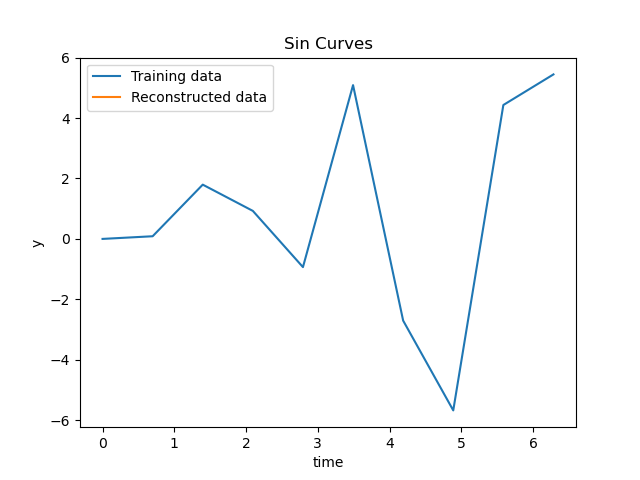 Sin Curves
Training data
Reconstructed data
6
4
2
0
−2
−4
−6
y
0 1 2 3 4 5 6
time